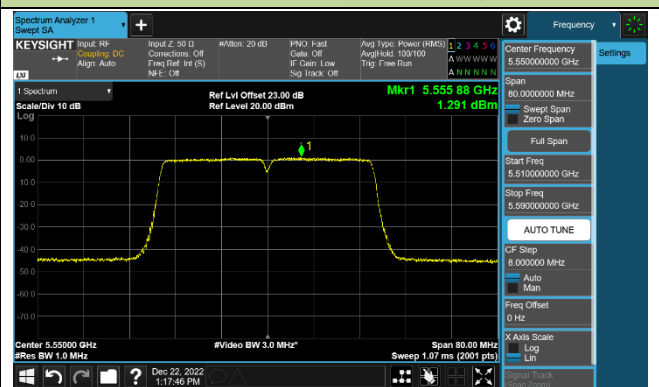 Spectrum Analyzer 1
Swept SA
+
Frequency
KEYSIGHT
Input: RF
Coupling: DC
Align: Auto
Input Z: 50 Ω
Corrections: Off
Freq Ref: Int (S)
NFE: Off
#Atten: 20 dB
PNO: Fast
Gate: Off
IF Gain: Low
Sig Track: Off
Avg Type: Power (RMS)
Avg|Hold: 100/100
Trig: Free Run
1 2 3 4 5 6
A W W W W W
A N N N N N
LXI
1 Spectrum
Scale/Div 10 dB
Log
Ref Lvl Offset 23.00 dB
Ref Level 20.00 dBm
Mkr1 5.555 88 GHz
1.291 dBm
1
10.0
0.00
-10.0
-20.0
-30.0
-40.0
-50.0
-60.0
-70.0
Center 5.55000 GHz
#Res BW 1.0 MHz
#Video BW 3.0 MHz*
Span 80.00 MHz
Sweep 1.07 ms (2001 pts)
Dec 22, 2022
1:17:46 PM
?
Center Frequency
5.550000000 GHz
Settings
Span
80.0000000 MHz
Swept Span
Zero Span
Full Span
Start Freq
5.510000000 GHz
Stop Freq
5.590000000 GHz
AUTO TUNE
CF Step
8.000000 MHz
Auto
Man
Freq Offset
0 Hz
X Axis Scale
Log
Lin
Signal Track
(Span Zoom)